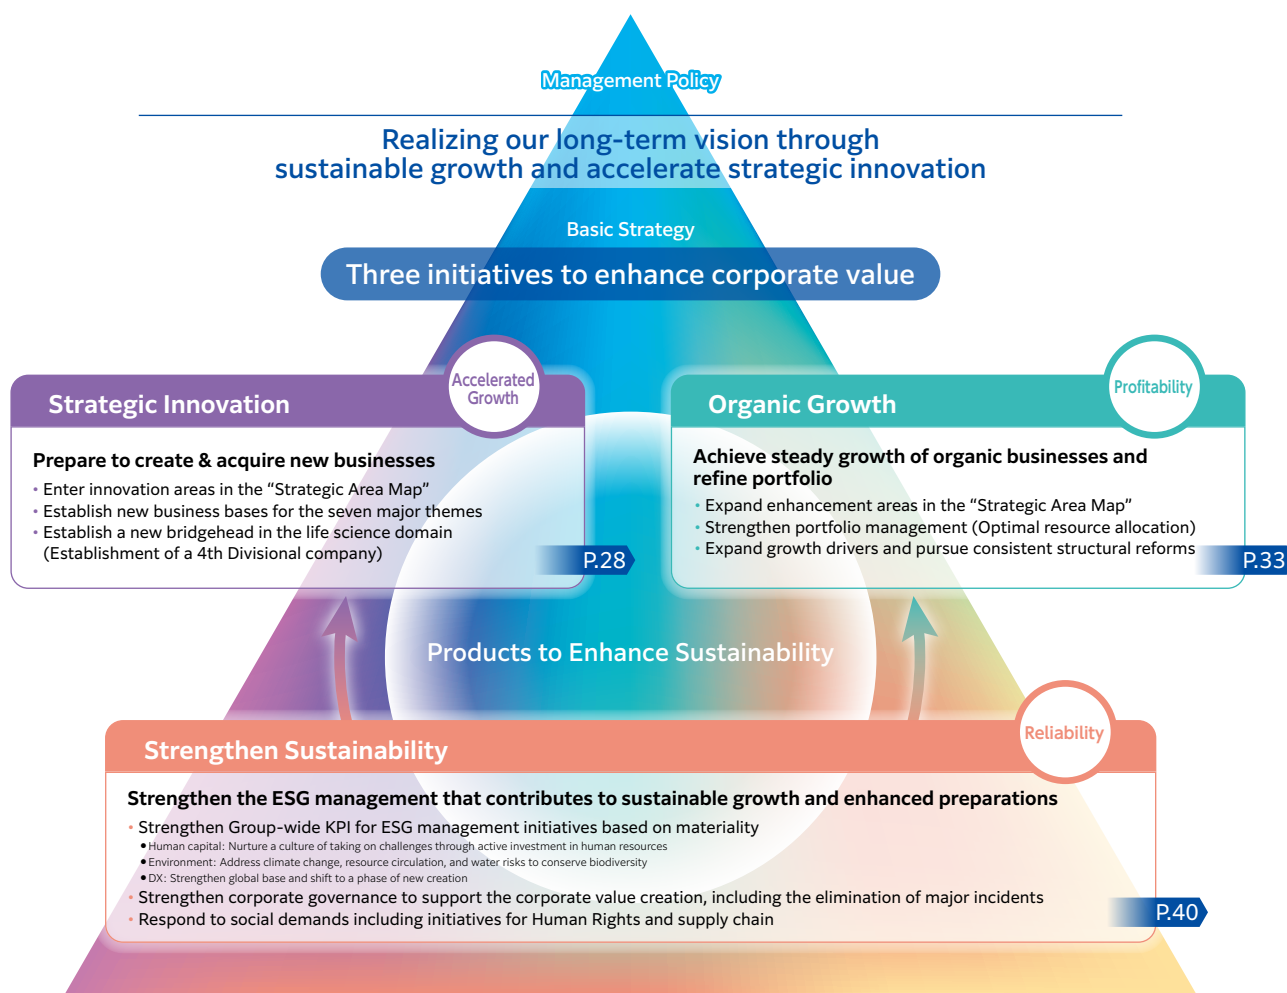 Management Policy
Realizing our long-term vision through
sustainable growth and accelerate strategic innovation
Basic Strategy
Three initiatives to enhance corporate value
Accelerated
Growth
Strategic Innovation
Prepare to create & acquire new businesses
• Enter innovation areas in the “Strategic Area Map”
• Establish new business bases for the seven major themes
• Establish a new bridgehead in the life science domain
(Establishment of a 4th Divisional company)
P.28
Profitability
Organic Growth
Achieve steady growth of organic businesses and
refine portfolio
• Expand enhancement areas in the “Strategic Area Map”
• Strengthen portfolio management (Optimal resource allocation)
• Expand growth drivers and pursue consistent structural reforms
P.33
Products to Enhance Sustainability
Reliability
Strengthen Sustainability
Strengthen the ESG management that contributes to sustainable growth and enhanced preparations
• Strengthen Group-wide KPI for ESG management initiatives based on materiality
● Human capital: Nurture a culture of taking on challenges through active investment in human resources
● Environment: Address climate change, resource circulation, and water risks to conserve biodiversity
● DX: Strengthen global base and shift to a phase of new creation
• Strengthen corporate governance to support the corporate value creation, including the elimination of major incidents
• Respond to social demands including initiatives for Human Rights and supply chain
P.40